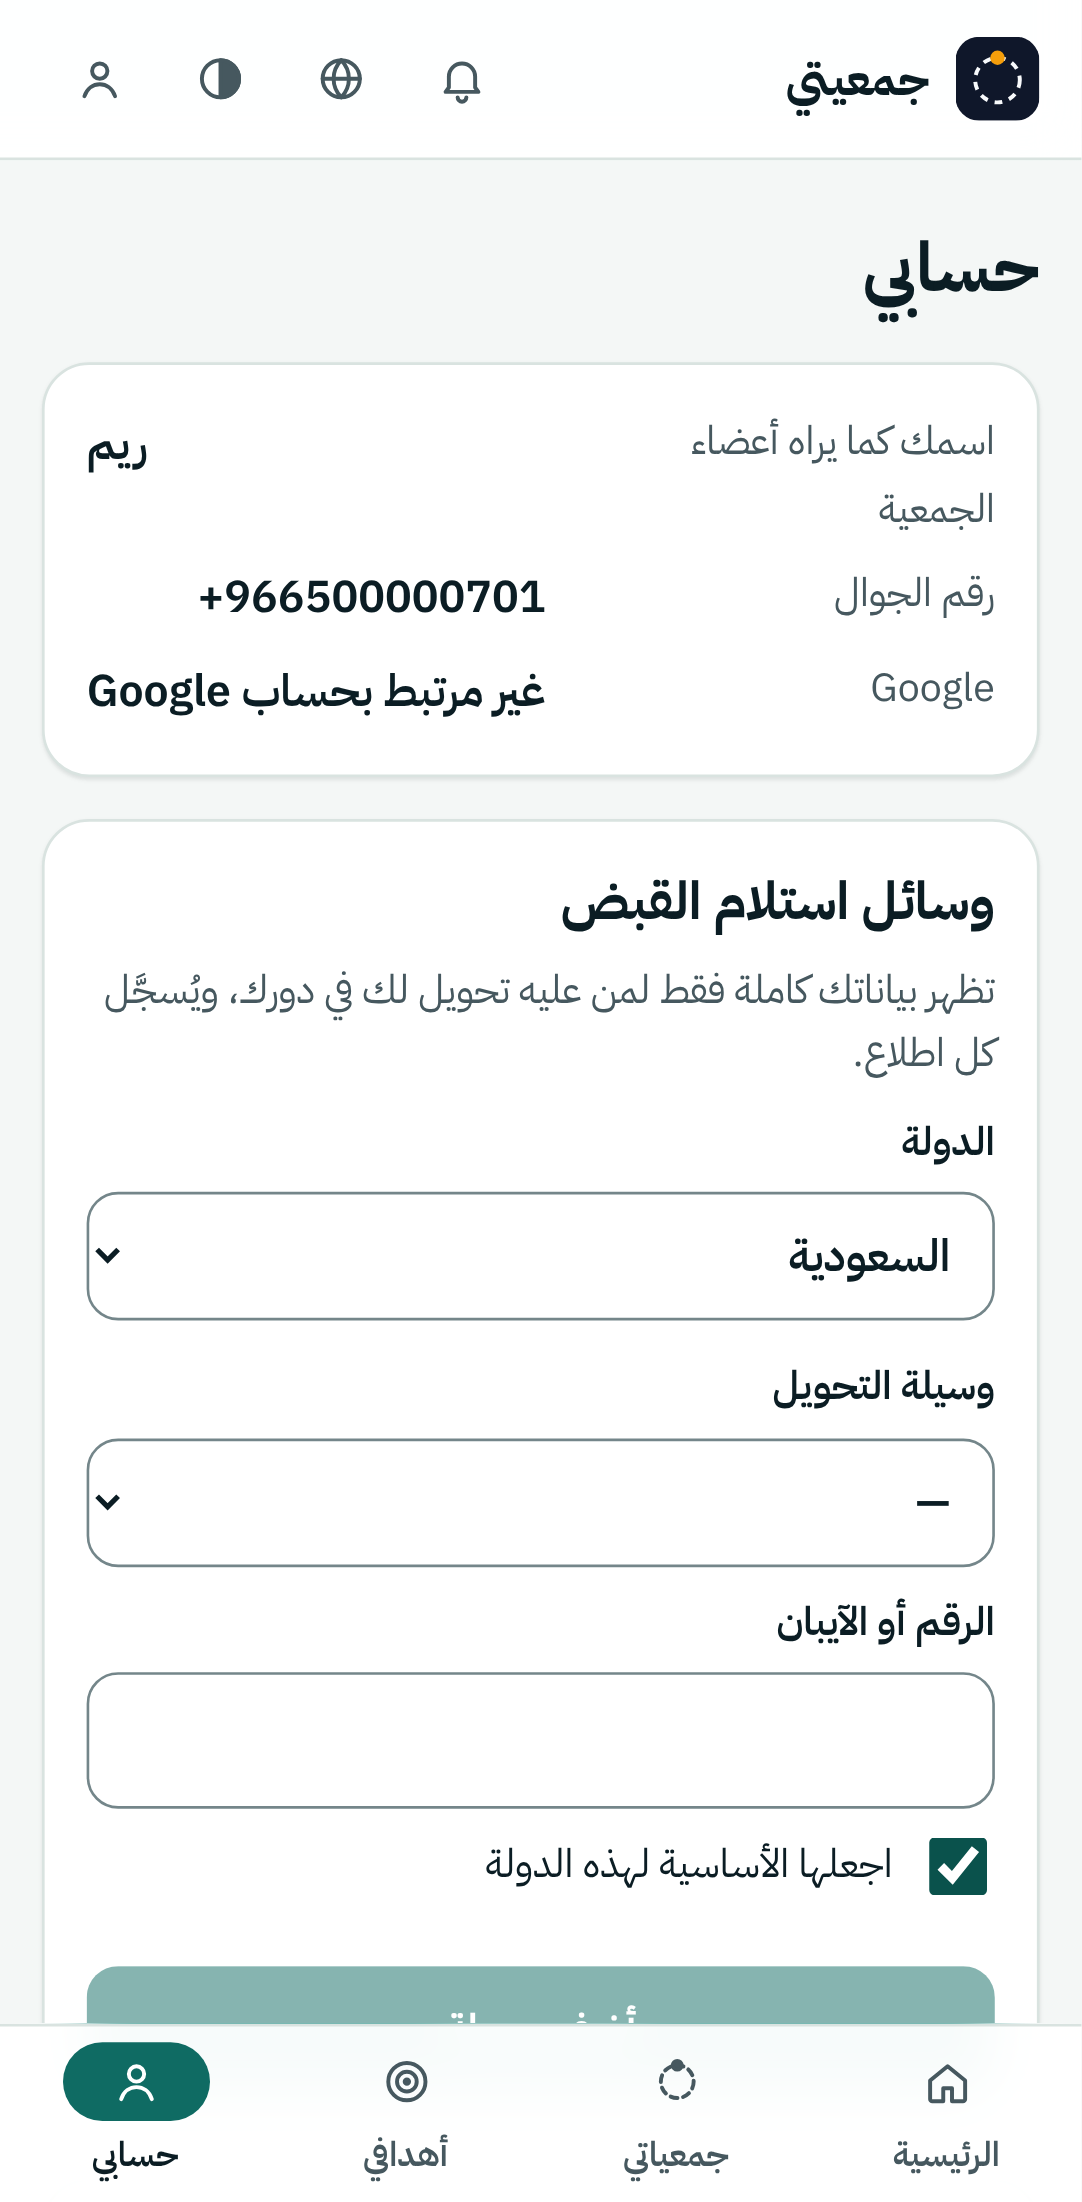 جمعيتي
حسابي
اسمك كما يراه أعضاء الجمعية
ريم
رقم الجوال
+966500000701
Google
غير مرتبط بحساب Google
وسائل استلام القبض
تظهر بياناتك كاملة فقط لمن عليه تحويل لك في دورك، ويُسجَّل
كل اطلاع.
الدولة
السعودية
وسيلة التحويل
—
الرقم أو الآيبان
اجعلها الأساسية لهذه الدولة
الرئيسية
جمعياتي
أهدافي
حسابي